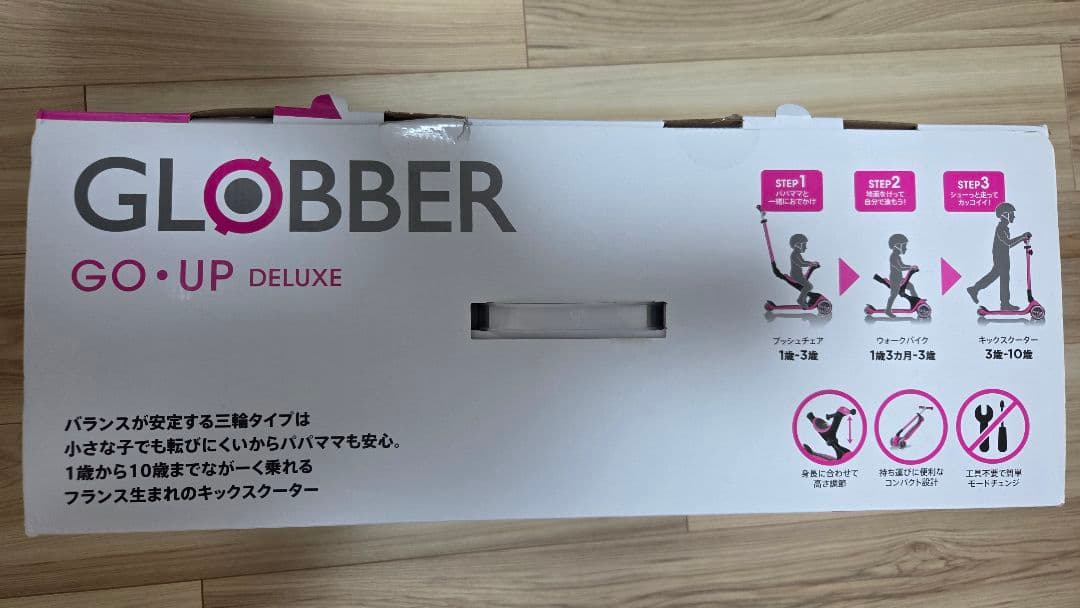 GLOBBER
GO・UP DELUXE
バランスが安定する三輪タイプは
小さな子でも転びにくいからパパママも安心。
1歳から10歳までながーく乗れる
フランス生まれのキックスクーター
STEP1
パパママと
一緒におでかけ
STEP2
地面をけって
自分で進もう!
STEP3
ショーっと走って
カッコイイ!
プッシュチェア
1歳-3歳
ウォークバイク
1歳3カ月-3歳
キックスクーター
3歳-10歳
身長に合わせて
高さ調節
持ち運びに便利な
コンパクト設計
工具不要で簡単
モードチェンジ